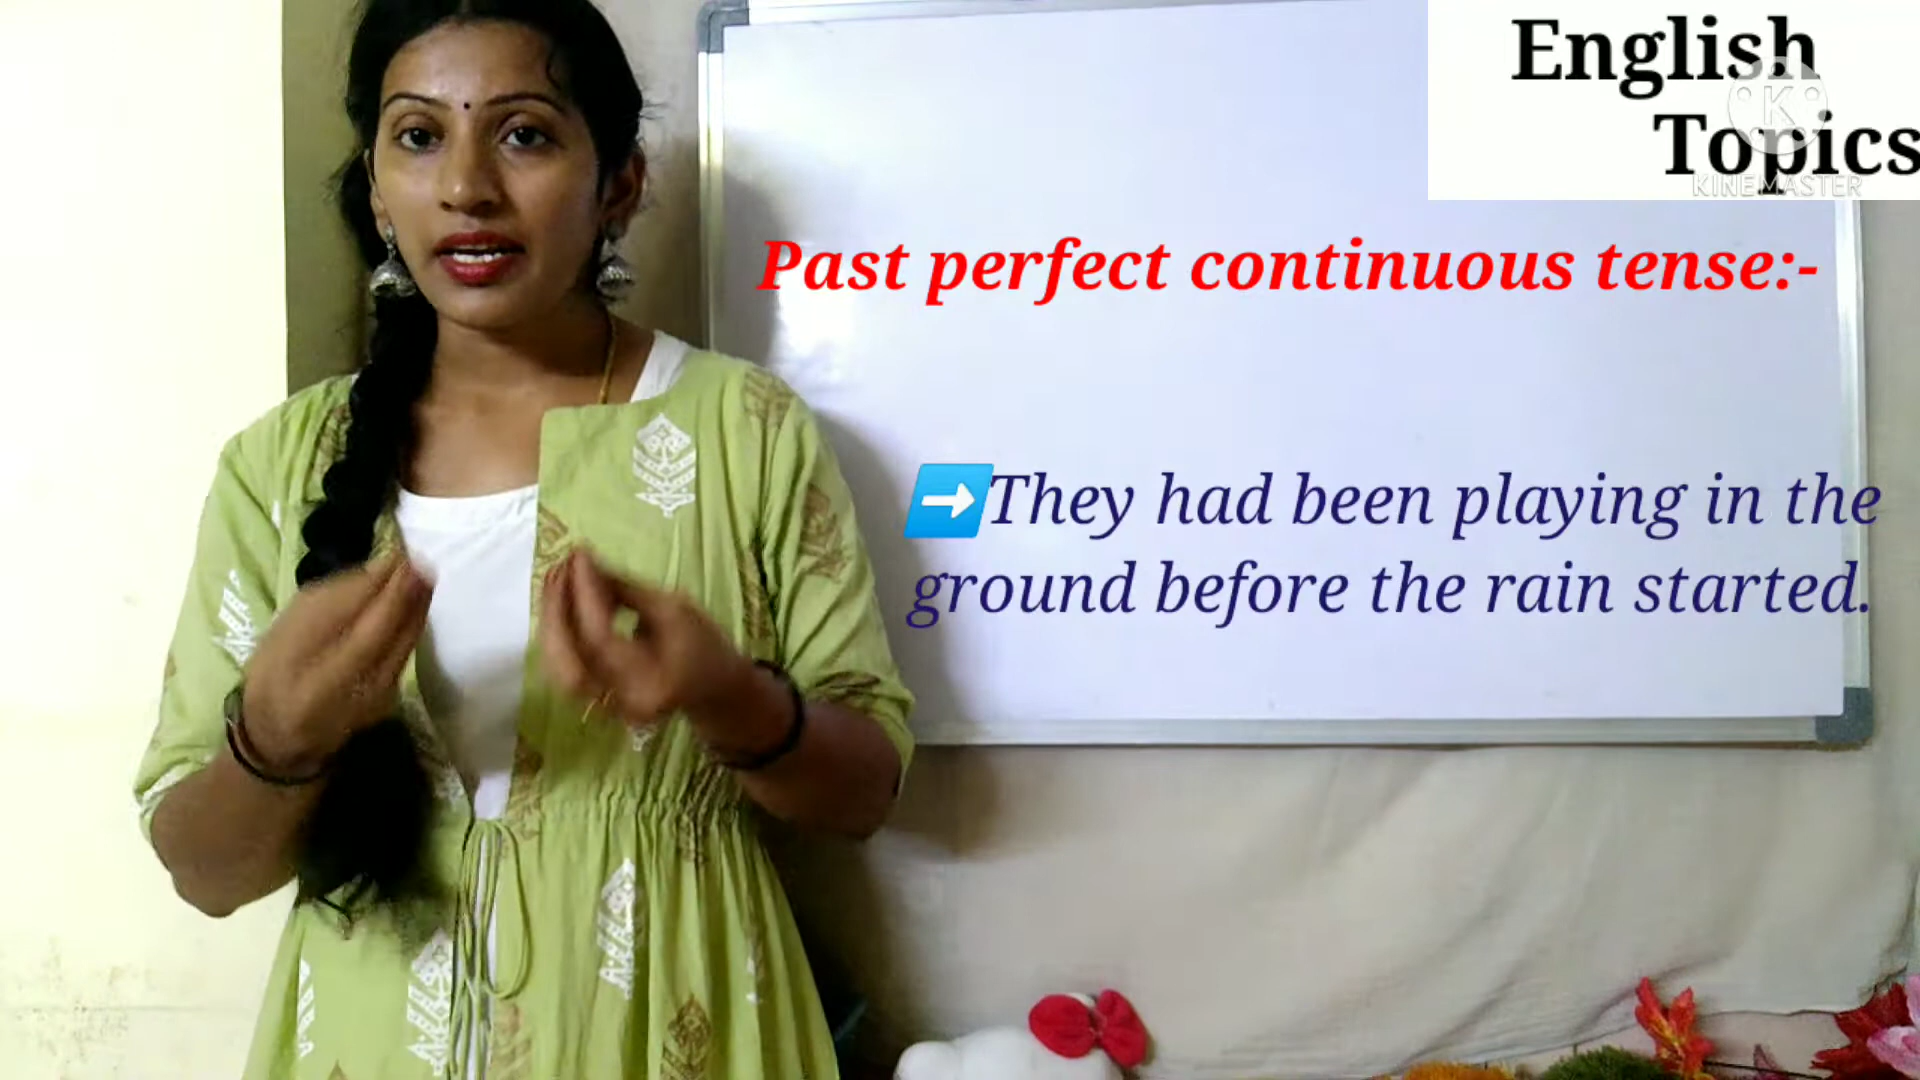 English
Topics
KINEMASTER
Past perfect continuous tense:-
➡They had been playing in the
ground before the rain started.